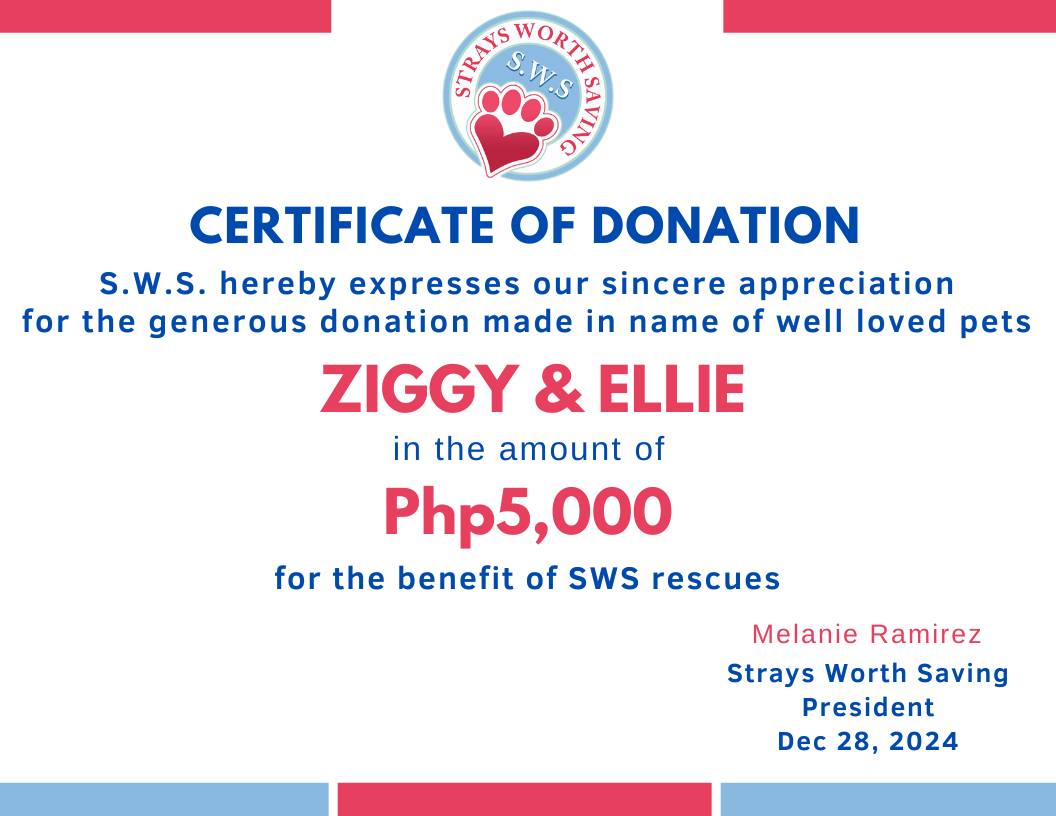 STRAYS WORTH SAVING
S.W.S
CERTIFICATE OF DONATION
S.W.S. hereby expresses our sincere appreciation
for the generous donation made in name of well loved pets
ZIGGY & ELLIE
in the amount of
Php5,000
for the benefit of SWS rescues
Melanie Ramirez
Strays Worth Saving
President
Dec 28, 2024